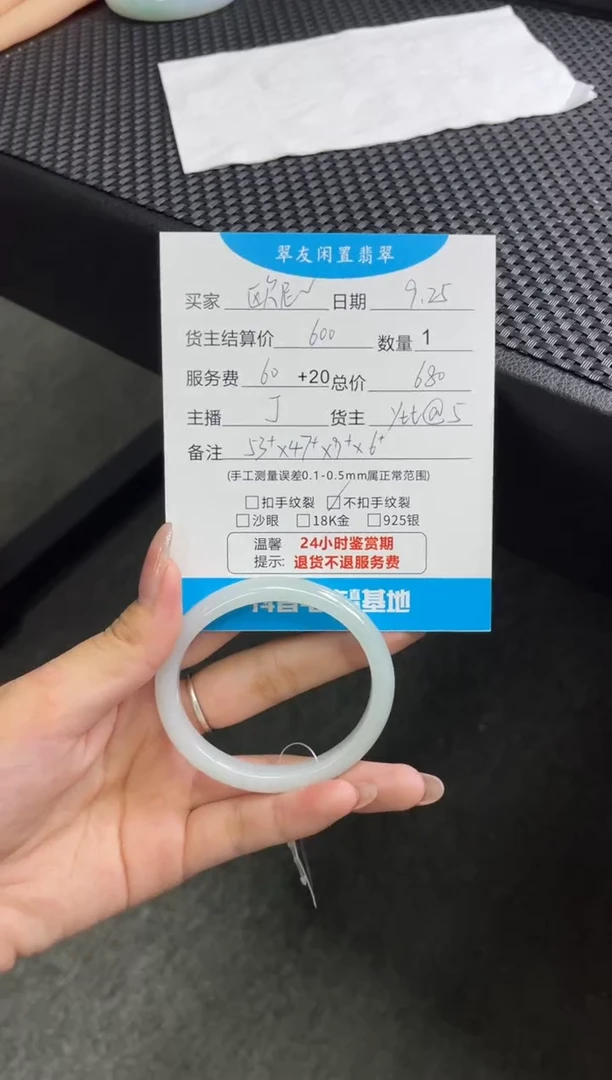 翠友闲置翡翠
买家 欧尼~ 日期 9.25
货主结算价 600 数量 1
服务费 60 +20 总价 680
主播 J 货主 ytt@5
备注 53⁺×47⁺×9⁺×6⁺
(手工测量误差0.1-0.5mm属正常范围)
□扣手纹裂 ☑不扣手纹裂
□沙眼 □18K金 □925银
温馨 24小时鉴赏期
提示: 退货不退服务费
基地